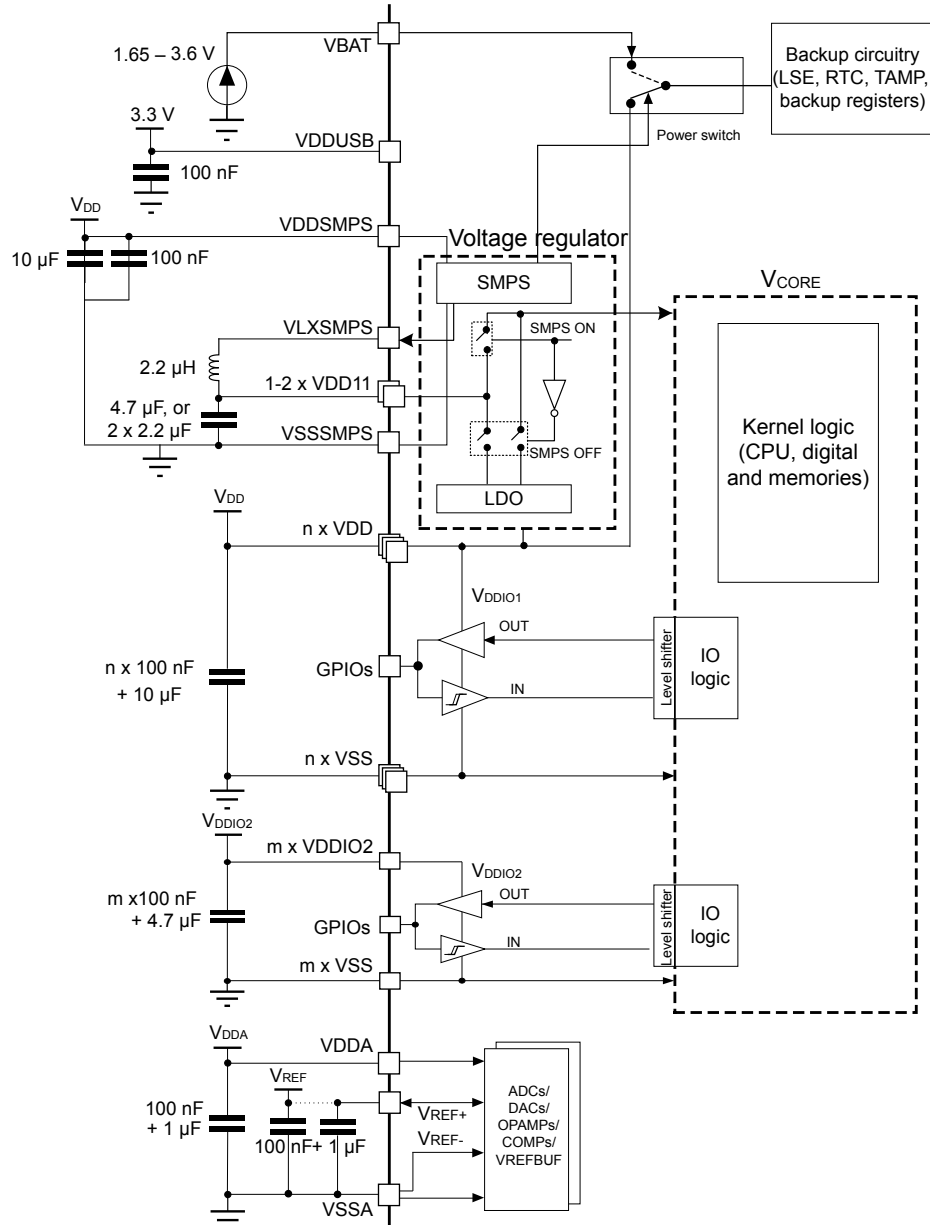 VBAT
1.65 – 3.6 V
Backup circuitry
(LSE, RTC, TAMP,
backup registers)
Power switch
3.3 V
VDDUSB
100 nF
VDD
VDDSMPS
10 µF
100 nF
Voltage regulator
SMPS
VCORE
VLXSMPS
SMPS ON
2.2 µH
1-2 x VDD11
4.7 µF, or
2 x 2.2 µF
VSSSMPS
SMPS OFF
LDO
Kernel logic
(CPU, digital
and memories)
VDD
n x VDD
VDDIO1
OUT
GPIOs
IN
Level shifter
IO
logic
n x 100 nF
+ 10 µF
n x VSS
VDDIO2
m x VDDIO2
VDDIO2
OUT
m x100 nF
+ 4.7 µF
GPIOs
IN
Level shifter
IO
logic
m x VSS
VDDA
VDDA
VREF
100 nF
+ 1 µF
100 nF+ 1 µF
VREF+
VREF-
ADCs/
DACs/
OPAMPs/
COMPs/
VREFBUF
VSSA